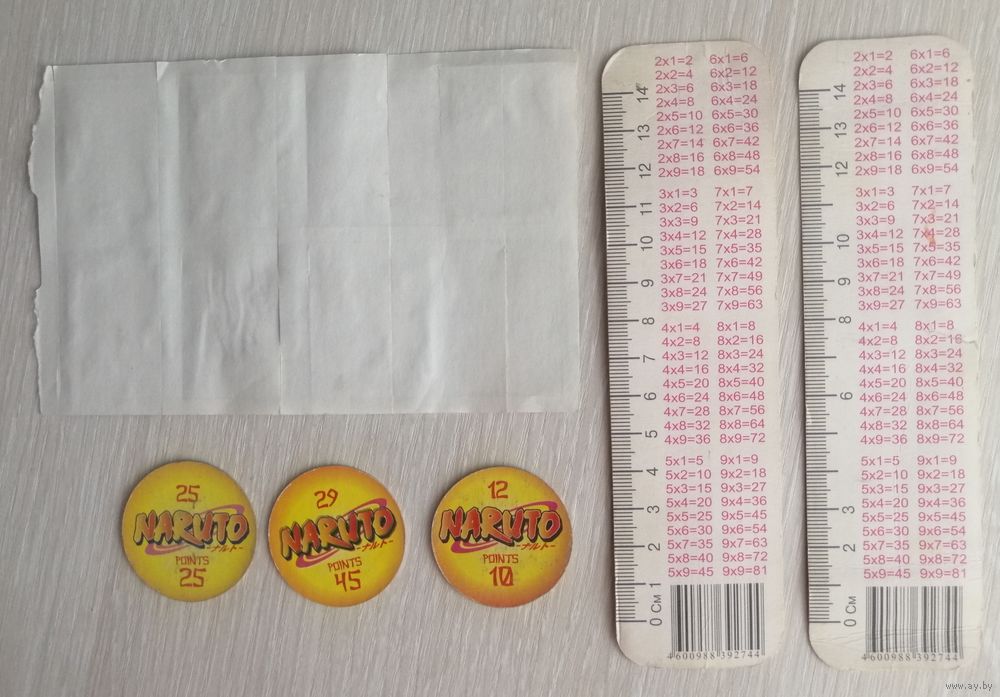 25
NARUTO
ナルト
POINTS
25
29
NARUTO
ナルト
POINTS
45
12
NARUTO
ナルト
POINTS
10
2x1=2 6x1=6
2x2=4 6x2=12
2x3=6 6x3=18
2x4=8 6x4=24
2x5=10 6x5=30
2x6=12 6x6=36
2x7=14 6x7=42
2x8=16 6x8=48
2x9=18 6x9=54
3x1=3 7x1=7
3x2=6 7x2=14
3x3=9 7x3=21
3x4=12 7x4=28
3x5=15 7x5=35
3x6=18 7x6=42
3x7=21 7x7=49
3x8=24 7x8=56
3x9=27 7x9=63
4x1=4 8x1=8
4x2=8 8x2=16
4x3=12 8x3=24
4x4=16 8x4=32
4x5=20 8x5=40
4x6=24 8x6=48
4x7=28 8x7=56
4x8=32 8x8=64
4x9=36 8x9=72
5x1=5 9x1=9
5x2=10 9x2=18
5x3=15 9x3=27
5x4=20 9x4=36
5x5=25 9x5=45
5x6=30 9x6=54
5x7=35 9x7=63
5x8=40 9x8=72
5x9=45 9x9=81
0 См 1 2 3 4 5 6 7 8 9 10 11 12 13 14
4600988392744
2x1=2 6x1=6
2x2=4 6x2=12
2x3=6 6x3=18
2x4=8 6x4=24
2x5=10 6x5=30
2x6=12 6x6=36
2x7=14 6x7=42
2x8=16 6x8=48
2x9=18 6x9=54
3x1=3 7x1=7
3x2=6 7x2=14
3x3=9 7x3=21
3x4=12 7x4=28
3x5=15 7x5=35
3x6=18 7x6=42
3x7=21 7x7=49
3x8=24 7x8=56
3x9=27 7x9=63
4x1=4 8x1=8
4x2=8 8x2=16
4x3=12 8x3=24
4x4=16 8x4=32
4x5=20 8x5=40
4x6=24 8x6=48
4x7=28 8x7=56
4x8=32 8x8=64
4x9=36 8x9=72
5x1=5 9x1=9
5x2=10 9x2=18
5x3=15 9x3=27
5x4=20 9x4=36
5x5=25 9x5=45
5x6=30 9x6=54
5x7=35 9x7=63
5x8=40 9x8=72
5x9=45 9x9=81
0 См 2 3 6 8 10 12 13 14
4600988392744
www.ay.by